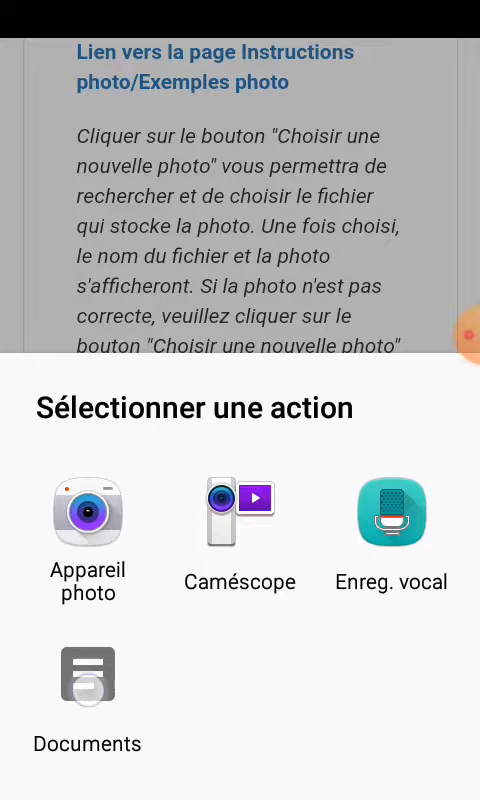 Lien vers la page Instructions
photo/Exemples photo
Cliquer sur le bouton "Choisir une
nouvelle photo" vous permettra de
rechercher et de choisir le fichier
qui stocke la photo. Une fois choisi,
le nom du fichier et la photo
s'afficheront. Si la photo n'est pas
correcte, veuillez cliquer sur le
bouton "Choisir une nouvelle photo"
Sélectionner une action
Appareil
photo
Caméscope
Enreg. vocal
Documents